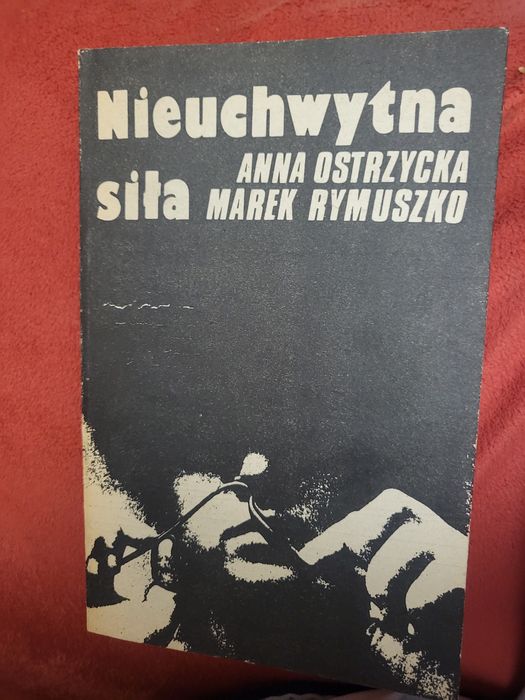 Nieuchwytna
siła
ANNA OSTRZYCKA
MAREK RYMUSZKO